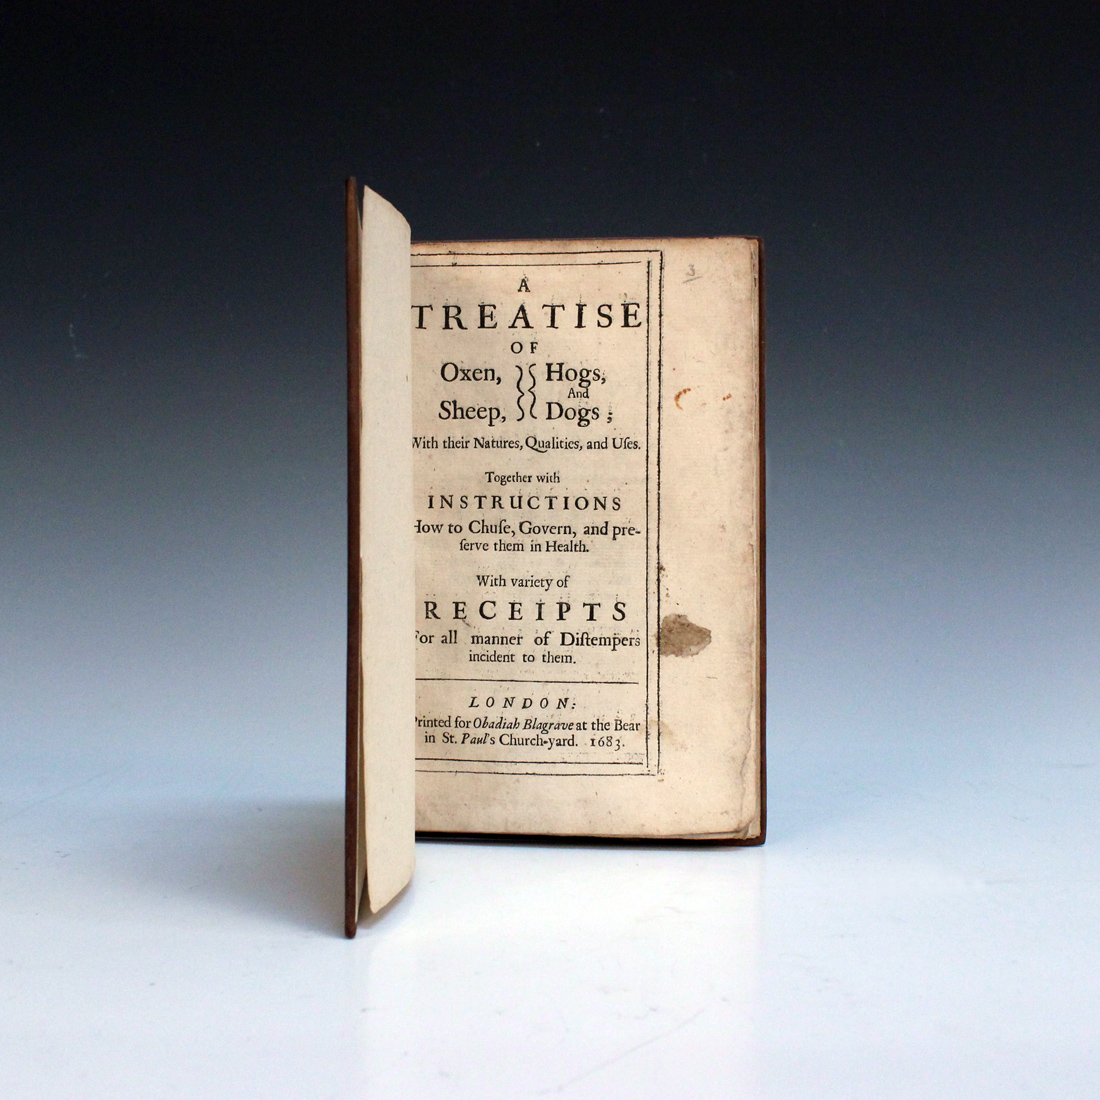 3
A
TREATISE
OF
Oxen, Hogs,
And
Sheep, Dogs;
With their Natures, Qualities, and Uſes.
Together with
INSTRUCTIONS
How to Chuſe, Govern, and pre-
ſerve them in Health.
With variety of
RECEIPTS
For all manner of Diſtempers
incident to them.
LONDON:
Printed for Obadiah Blagrave at the Bear
in St. Paul's Church-yard. 1683.